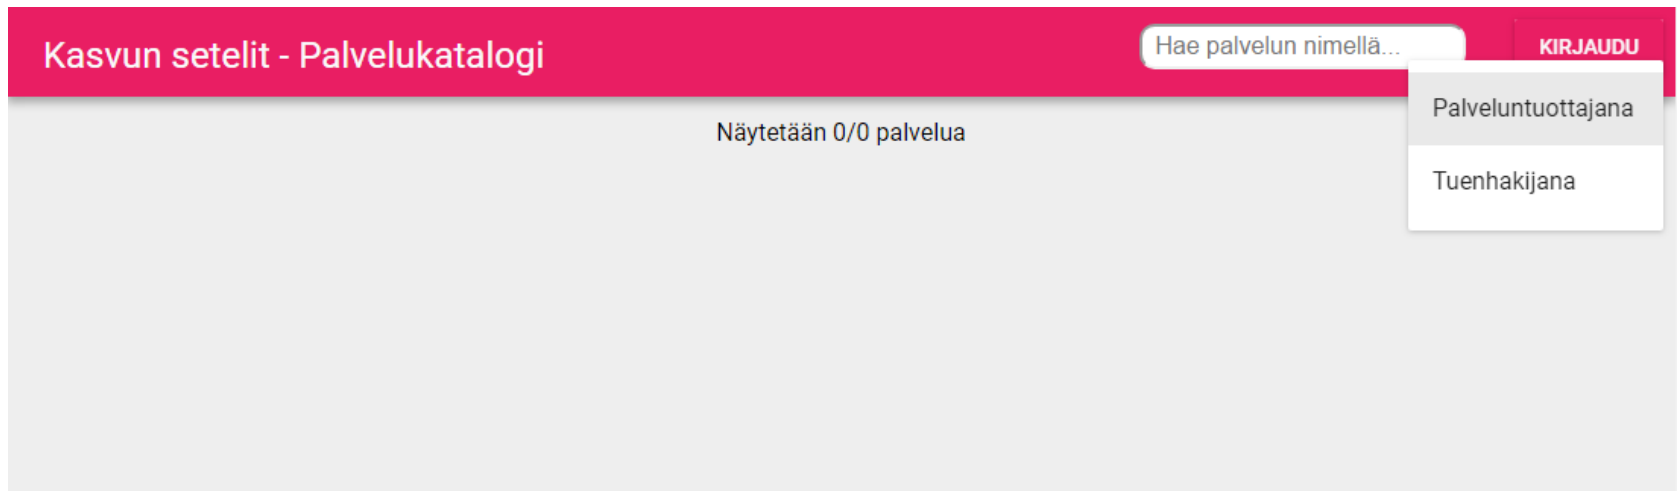 Kasvun setelit - Palvelukatalogi
Hae palvelun nimellä...
KIRJAUDU
Palveluntuottajana
Tuenhakijana
Näytetään 0/0 palvelua